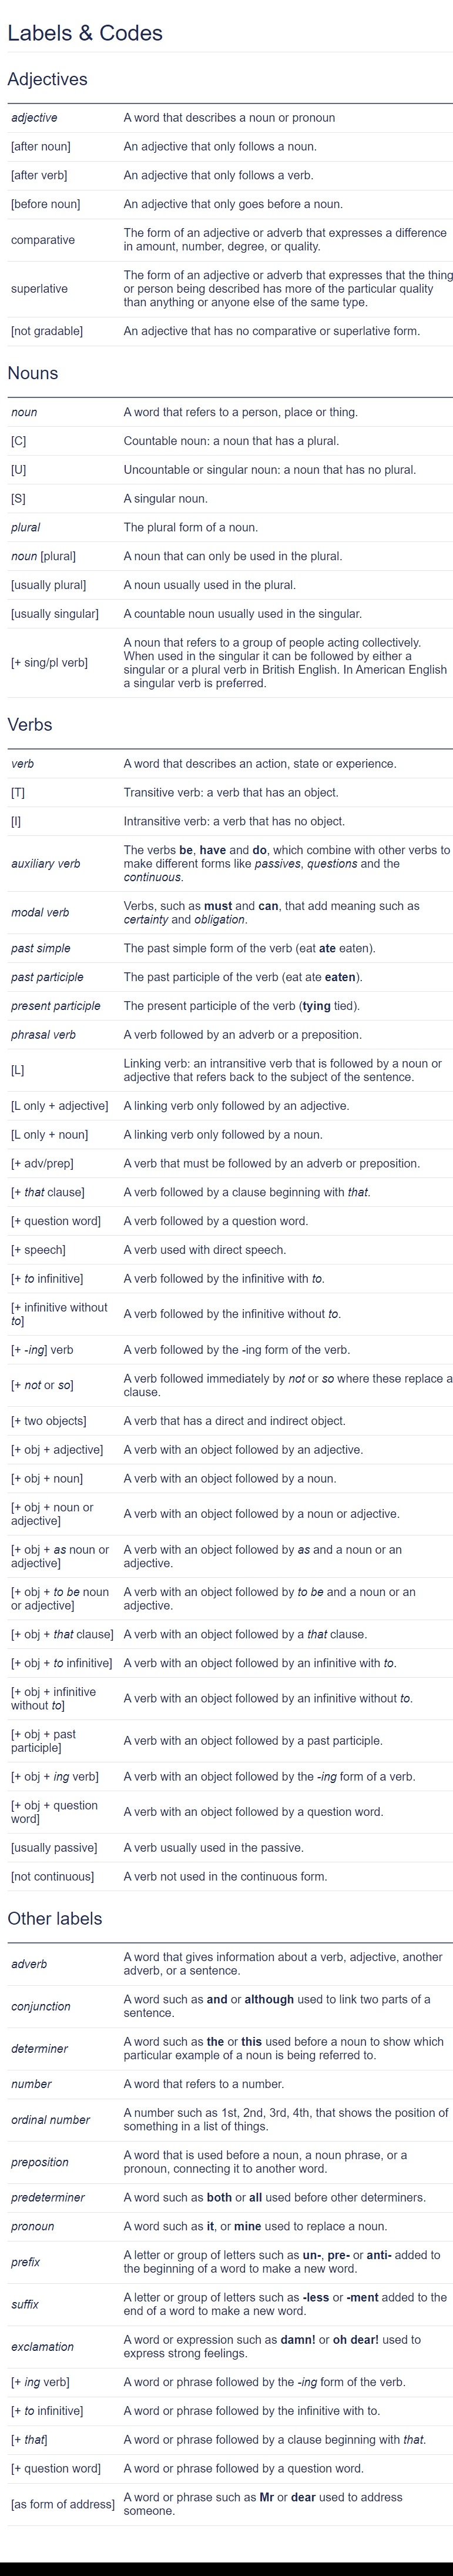 Labels & Codes
Adjectives
adjective A word that describes a noun or pronoun
[after noun] An adjective that only follows a noun.
[after verb] An adjective that only follows a verb.
[before noun] An adjective that only goes before a noun.
comparative The form of an adjective or adverb that expresses a difference
in amount, number, degree, or quality.
superlative The form of an adjective or adverb that expresses that the thing
or person being described has more of the particular quality
than anything or anyone else of the same type.
[not gradable] An adjective that has no comparative or superlative form.
Nouns
noun A word that refers to a person, place or thing.
[C] Countable noun: a noun that has a plural.
[U] Uncountable or singular noun: a noun that has no plural.
[S] A singular noun.
plural The plural form of a noun.
noun [plural] A noun that can only be used in the plural.
[usually plural] A noun usually used in the plural.
[usually singular] A countable noun usually used in the singular.
[+ sing/pl verb] A noun that refers to a group of people acting collectively.
When used in the singular it can be followed by either a
singular or a plural verb in British English. In American English
a singular verb is preferred.
Verbs
verb A word that describes an action, state or experience.
[T] Transitive verb: a verb that has an object.
[I] Intransitive verb: a verb that has no object.
auxiliary verb The verbs be, have and do, which combine with other verbs to
make different forms like passives, questions and the
continuous.
modal verb Verbs, such as must and can, that add meaning such as
certainty and obligation.
past simple The past simple form of the verb (eat ate eaten).
past participle The past participle of the verb (eat ate eaten).
present participle The present participle of the verb (tying tied).
phrasal verb A verb followed by an adverb or a preposition.
[L] Linking verb: an intransitive verb that is followed by a noun or
adjective that refers back to the subject of the sentence.
[L only + adjective] A linking verb only followed by an adjective.
[L only + noun] A linking verb only followed by a noun.
[+ adv/prep] A verb that must be followed by an adverb or preposition.
[+ that clause] A verb followed by a clause beginning with that.
[+ question word] A verb followed by a question word.
[+ speech] A verb used with direct speech.
[+ to infinitive] A verb followed by the infinitive with to.
[+ infinitive without
to] A verb followed by the infinitive without to.
[+ -ing] verb A verb followed by the -ing form of the verb.
[+ not or so] A verb followed immediately by not or so where these replace a
clause.
[+ two objects] A verb that has a direct and indirect object.
[+ obj + adjective] A verb with an object followed by an adjective.
[+ obj + noun] A verb with an object followed by a noun.
[+ obj + noun or
adjective] A verb with an object followed by a noun or adjective.
[+ obj + as noun or
adjective] A verb with an object followed by as and a noun or an
adjective.
[+ obj + to be noun
or adjective] A verb with an object followed by to be and a noun or an
adjective.
[+ obj + that clause] A verb with an object followed by a that clause.
[+ obj + to infinitive] A verb with an object followed by an infinitive with to.
[+ obj + infinitive
without to] A verb with an object followed by an infinitive without to.
[+ obj + past
participle] A verb with an object followed by a past participle.
[+ obj + ing verb] A verb with an object followed by the -ing form of a verb.
[+ obj + question
word] A verb with an object followed by a question word.
[usually passive] A verb usually used in the passive.
[not continuous] A verb not used in the continuous form.
Other labels
adverb A word that gives information about a verb, adjective, another
adverb, or a sentence.
conjunction A word such as and or although used to link two parts of a
sentence.
determiner A word such as the or this used before a noun to show which
particular example of a noun is being referred to.
number A word that refers to a number.
ordinal number A number such as 1st, 2nd, 3rd, 4th, that shows the position of
something in a list of things.
preposition A word that is used before a noun, a noun phrase, or a
pronoun, connecting it to another word.
predeterminer A word such as both or all used before other determiners.
pronoun A word such as it, or mine used to replace a noun.
prefix A letter or group of letters such as un-, pre- or anti- added to
the beginning of a word to make a new word.
suffix A letter or group of letters such as -less or -ment added to the
end of a word to make a new word.
exclamation A word or expression such as damn! or oh dear! used to
express strong feelings.
[+ ing verb] A word or phrase followed by the -ing form of the verb.
[+ to infinitive] A word or phrase followed by the infinitive with to.
[+ that] A word or phrase followed by a clause beginning with that.
[+ question word] A word or phrase followed by a question word.
[as form of address] A word or phrase such as Mr or dear used to address
someone.